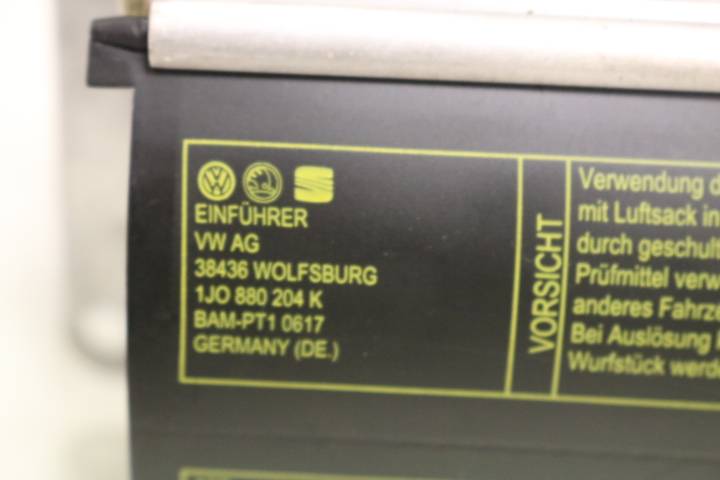 EINFÜHRER
VW AG
38436 WOLFSBURG
1JO 880 204 K
BAM-PT1 0617
GERMANY (DE.)
VORSICHT
Verwendung d
mit Luftsack in
durch geschult
Prüfmittel verw
anderes Fahrze
Bei Auslösung
Wurfstück werde